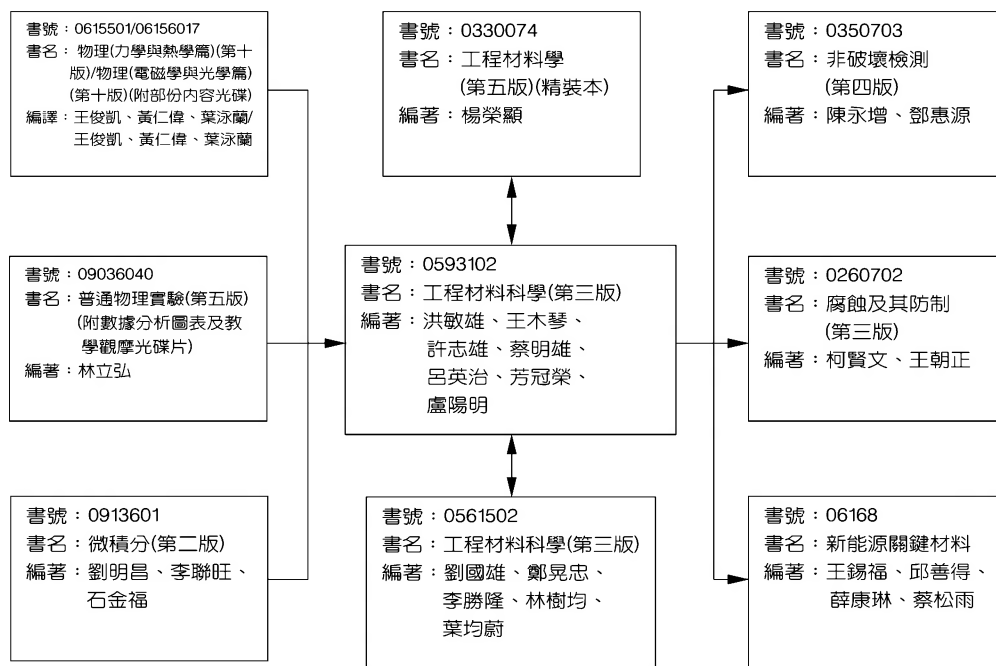 書號：0615501/06156017
書名：物理(力學與熱學篇)(第十
版)/物理(電磁學與光學篇)
(第十版)(附部份內容光碟)
編譯：王俊凱、黃仁偉、葉泳蘭/
王俊凱、黃仁偉、葉泳蘭
書號：09036040
書名：普通物理實驗(第五版)
(附數據分析圖表及教
學觀摩光碟片)
編著：林立弘
書號：0913601
書名：微積分(第二版)
編著：劉明昌、李聯旺、
石金福
書號：0330074
書名：工程材料學
(第五版)(精裝本)
編著：楊榮顯
書號：0593102
書名：工程材料科學(第三版)
編著：洪敏雄、王木琴、
許志雄、蔡明雄、
呂英治、芳冠榮、
盧陽明
書號：0561502
書名：工程材料科學(第三版)
編著：劉國雄、鄭晃忠、
李勝隆、林樹均、
葉均蔚
書號：0350703
書名：非破壞檢測
(第四版)
編著：陳永增、鄧惠源
書號：0260702
書名：腐蝕及其防制
(第三版)
編著：柯賢文、王朝正
書號：06168
書名：新能源關鍵材料
編著：王錫福、邱善得、
薛康琳、蔡松雨